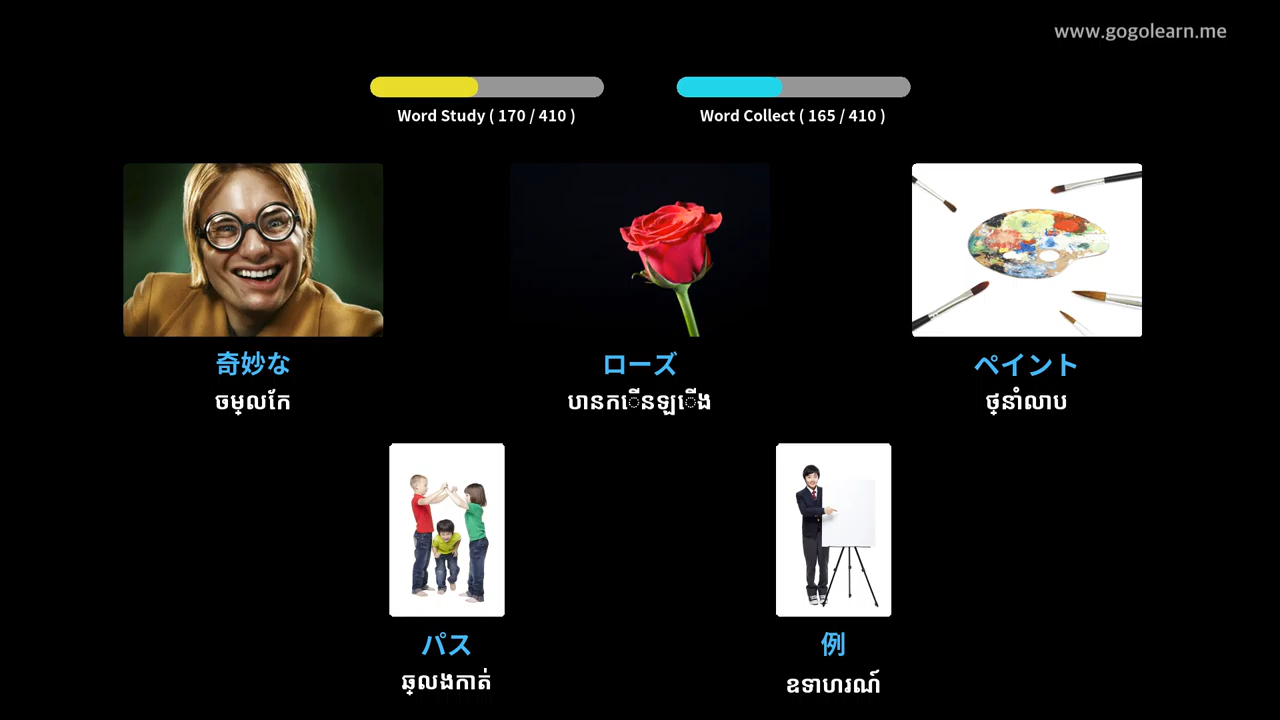 www.gogolearn.me
Word Study ( 170 / 410 )
Word Collect ( 165 / 410 )
奇妙な
ចម្លកែ
ローズ
បានកើនឡើង
ペイント
ថ្នាំលាប
パス
ឆ្លងកាត់
例
ឧទាហរណ៍